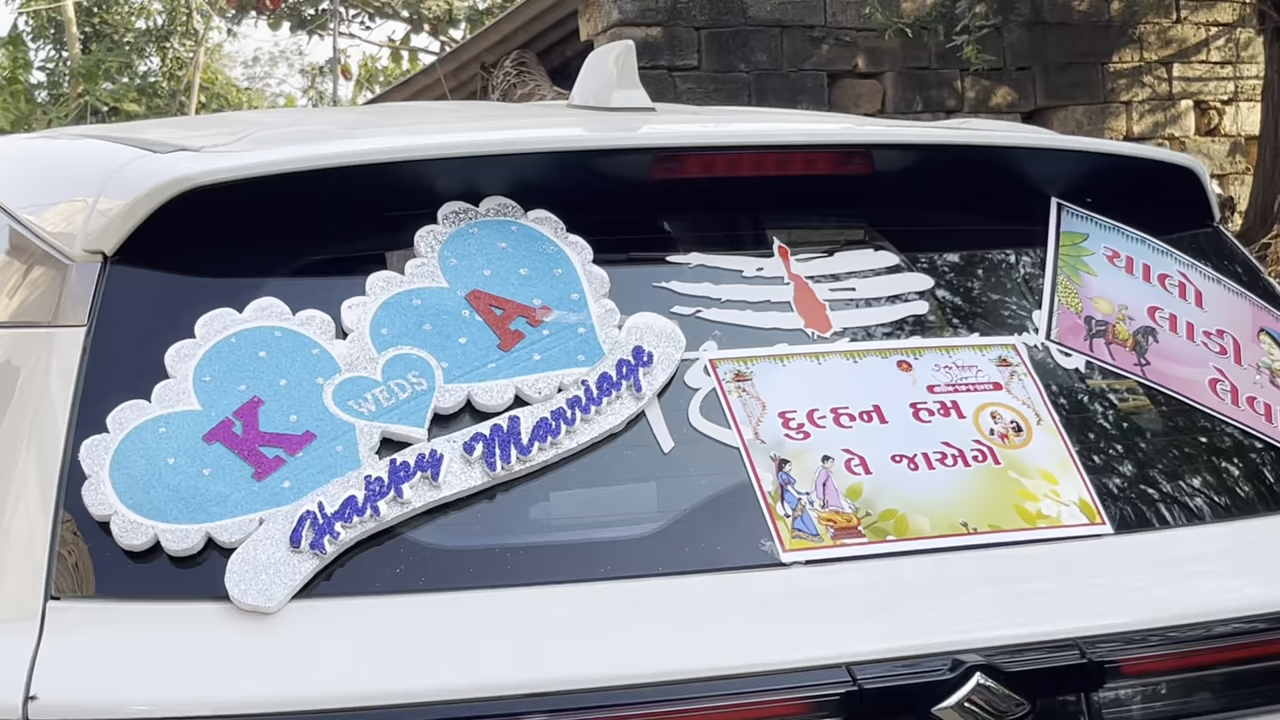 K
WEDS
A
Happy Marriage
દુલ્હન હમ
લે જાએગે
ચાલો
લાડી
લેવા